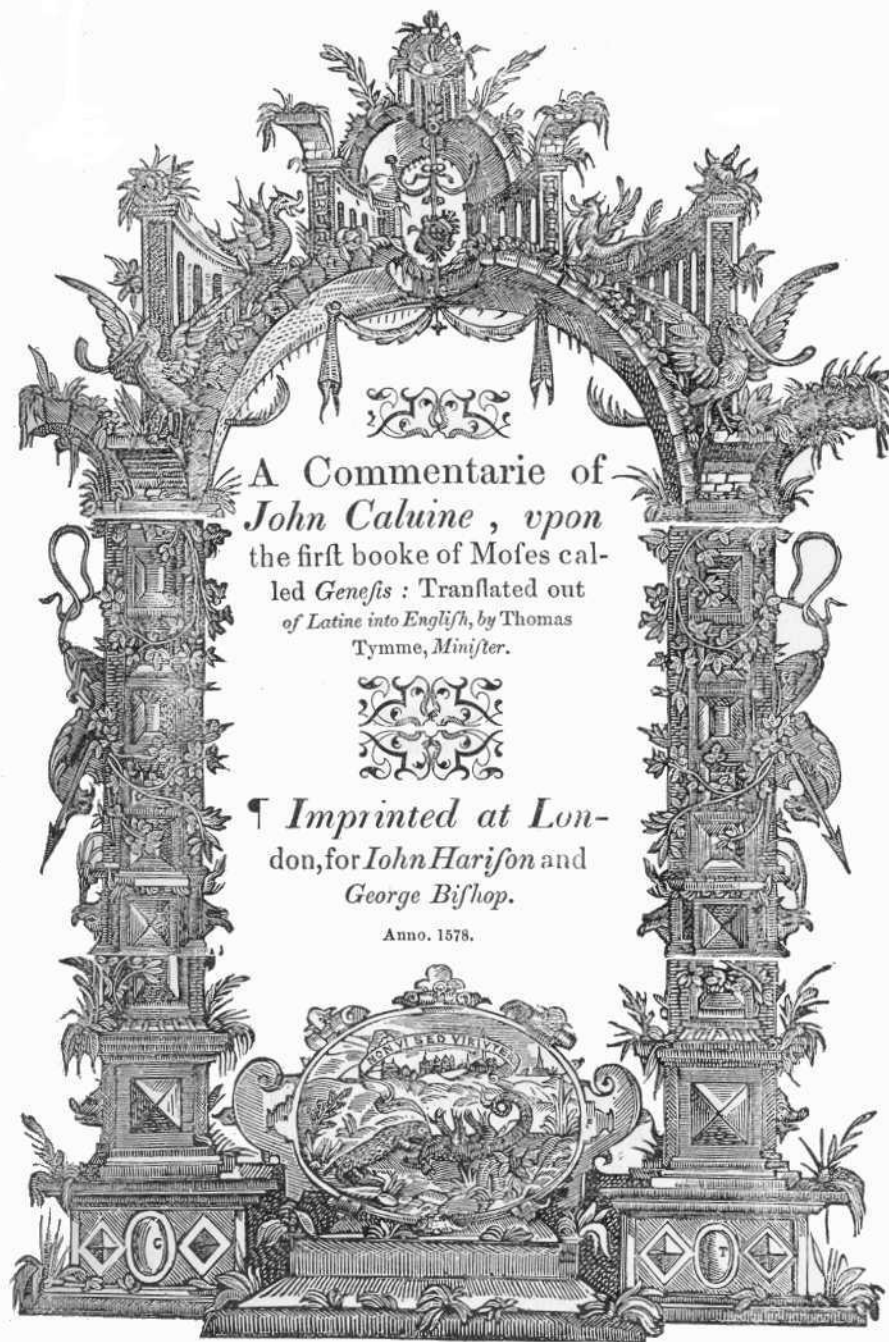 A Commentarie of
John Caluine , vpon
the firſt booke of Moſes cal-
led Geneſis : Tranſlated out
of Latine into Engliſh, by Thomas
Tymme, Miniſter.
¶ Imprinted at Lon-
don, for Iohn Hariſon and
George Biſhop.
Anno. 1578.
NON VI SED VIRTVTE
G
T